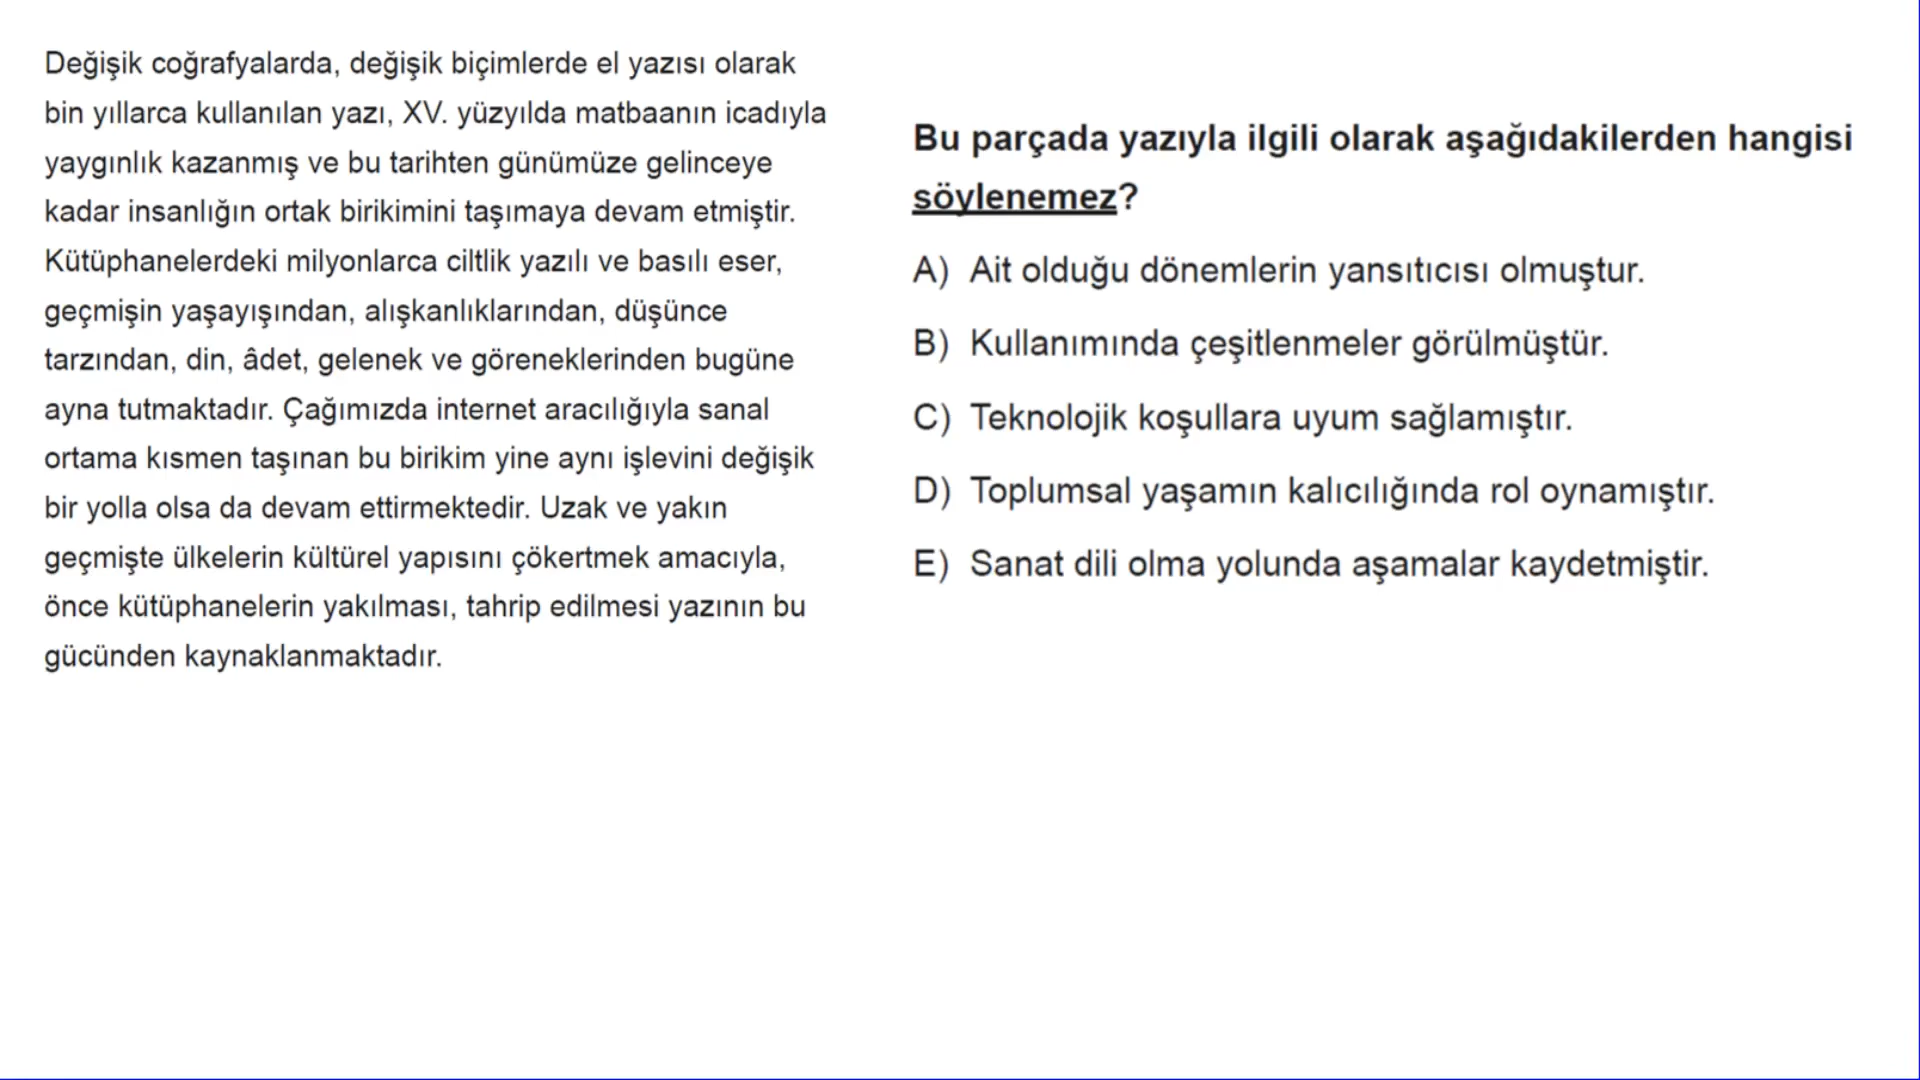 Değişik coğrafyalarda, değişik biçimlerde el yazısı olarak
bin yıllarca kullanılan yazı, XV. yüzyılda matbaanın icadıyla
yaygınlık kazanmış ve bu tarihten günümüze gelinceye
kadar insanlığın ortak birikimini taşımaya devam etmiştir.
Kütüphanelerdeki milyonlarca ciltlik yazılı ve basılı eser,
geçmişin yaşayışından, alışkanlıklarından, düşünce
tarzından, din, âdet, gelenek ve göreneklerinden bugüne
ayna tutmaktadır. Çağımızda internet aracılığıyla sanal
ortama kısmen taşınan bu birikim yine aynı işlevini değişik
bir yolla olsa da devam ettirmektedir. Uzak ve yakın
geçmişte ülkelerin kültürel yapısını çökertmek amacıyla,
önce kütüphanelerin yakılması, tahrip edilmesi yazının bu
gücünden kaynaklanmaktadır.
Bu parçada yazıyla ilgili olarak aşağıdakilerden hangisi
söylenemez?
A) Ait olduğu dönemlerin yansıtıcısı olmuştur.
B) Kullanımında çeşitlenmeler görülmüştür.
C) Teknolojik koşullara uyum sağlamıştır.
D) Toplumsal yaşamın kalıcılığında rol oynamıştır.
E) Sanat dili olma yolunda aşamalar kaydetmiştir.